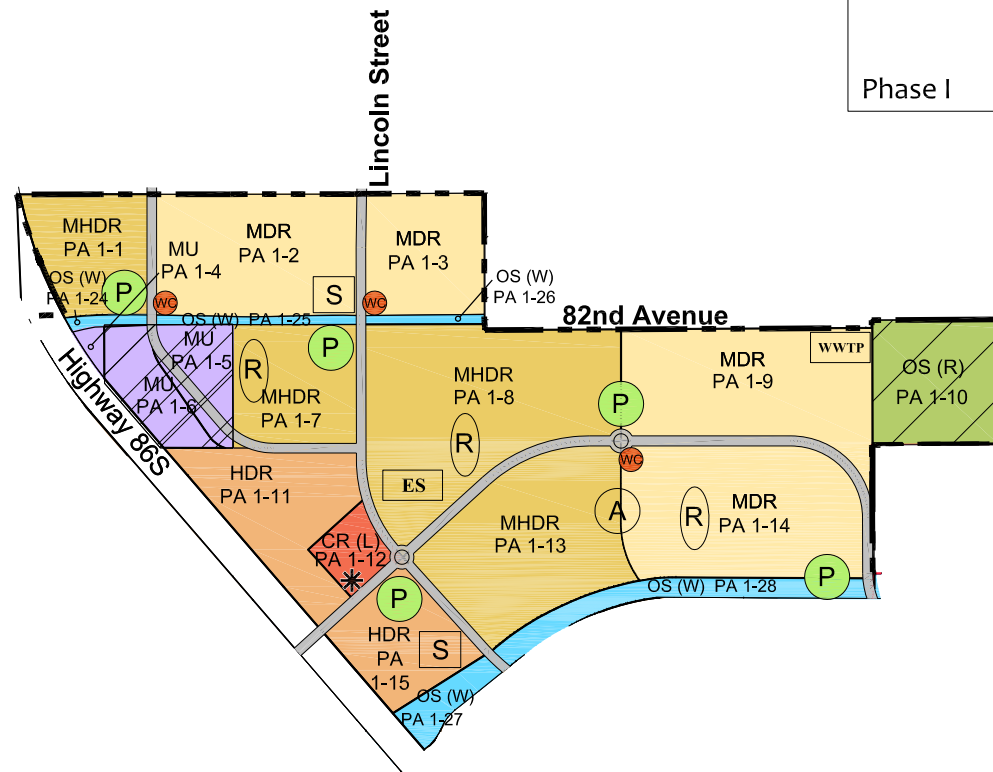 Lincoln Street
Phase I
MHDR
PA 1-1
MU
PA 1-4
MDR
PA 1-2
MDR
PA 1-3
OS (W)
PA 1-24
P
WC
S
WC
OS (W)
PA 1-26
OS (W) PA 1-25
82nd Avenue
MU
PA 1-5
P
R
MU
PA 1-6
MHDR
PA 1-7
MHDR
PA 1-8
P
MDR
PA 1-9
WWTP
OS (R)
PA 1-10
Highway 86S
R
WC
HDR
PA 1-11
ES
A
R
MHDR
PA 1-13
MDR
PA 1-14
CR (L)
PA 1-12
P
P
OS (W) PA 1-28
HDR
PA
1-15
S
OS (W)
PA 1-27